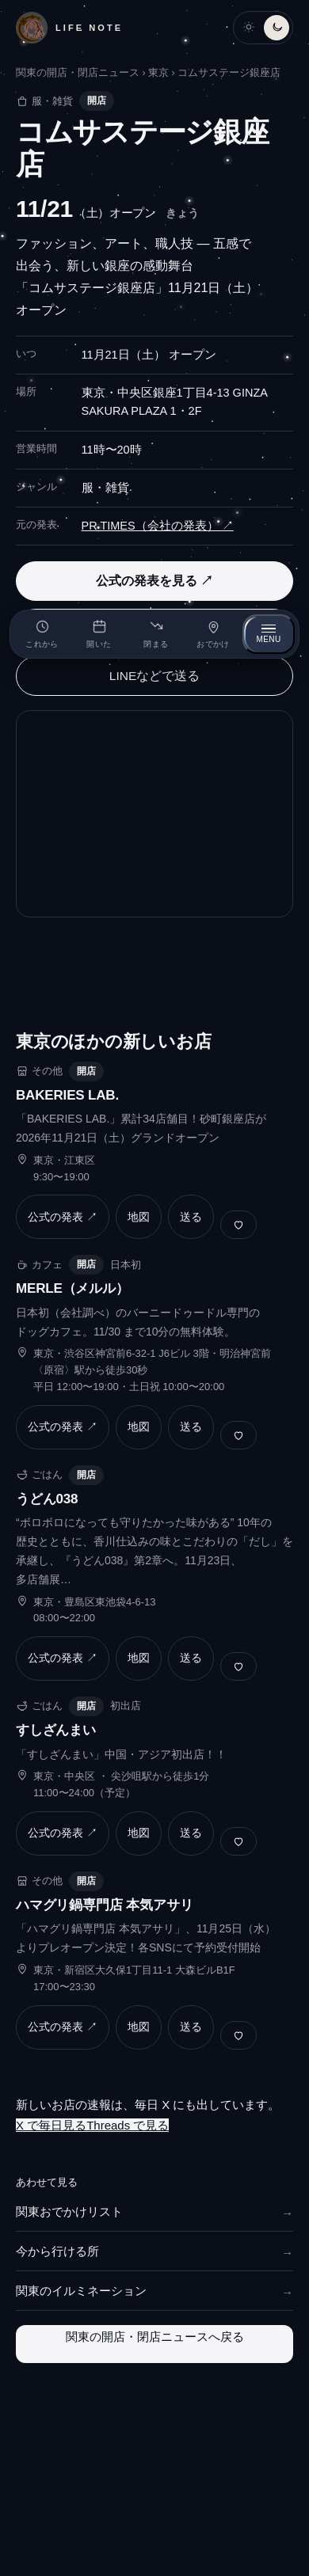 LIFE NOTE
関東の開店・閉店ニュース › 東京 › コムサステージ銀座店
服・雑貨 開店
コムサステージ銀座
店
11/21（土）オープン きょう
ファッション、アート、職人技 — 五感で
出会う、新しい銀座の感動舞台
「コムサステージ銀座店」11月21日（土）
オープン
いつ 11月21日（土） オープン
場所 東京・中央区銀座1丁目4-13 GINZA
SAKURA PLAZA 1・2F
営業時間 11時〜20時
ジャンル 服・雑貨
元の発表 PR TIMES（会社の発表）↗
公式の発表を見る ↗
これから 開いた 閉まる おでかけ MENU
LINEなどで送る
東京のほかの新しいお店
その他 開店
BAKERIES LAB.
「BAKERIES LAB.」累計34店舗目！砂町銀座店が
2026年11月21日（土）グランドオープン
東京・江東区
9:30〜19:00
公式の発表 ↗ 地図 送る
カフェ 開店 日本初
MERLE（メルル）
日本初（会社調べ）のバーニードゥードル専門の
ドッグカフェ。11/30 まで10分の無料体験。
東京・渋谷区神宮前6-32-1 J6ビル 3階・明治神宮前
〈原宿〉駅から徒歩30秒
平日 12:00〜19:00・土日祝 10:00〜20:00
公式の発表 ↗ 地図 送る
ごはん 開店
うどん038
“ボロボロになっても守りたかった味がある” 10年の
歴史とともに、香川仕込みの味とこだわりの「だし」を
承継し、『うどん038』第2章へ。11月23日、
多店舗展…
東京・豊島区東池袋4-6-13
08:00〜22:00
公式の発表 ↗ 地図 送る
ごはん 開店 初出店
すしざんまい
「すしざんまい」中国・アジア初出店！！
東京・中央区 ・ 尖沙咀駅から徒歩1分
11:00〜24:00（予定）
公式の発表 ↗ 地図 送る
その他 開店
ハマグリ鍋専門店 本気アサリ
「ハマグリ鍋専門店 本気アサリ」、11月25日（水）
よりプレオープン決定！各SNSにて予約受付開始
東京・新宿区大久保1丁目11-1 大森ビルB1F
17:00〜23:30
公式の発表 ↗ 地図 送る
新しいお店の速報は、毎日 X にも出しています。
X で毎日見るThreads で見る
あわせて見る
関東おでかけリスト →
今から行ける所 →
関東のイルミネーション →
関東の開店・閉店ニュースへ戻る